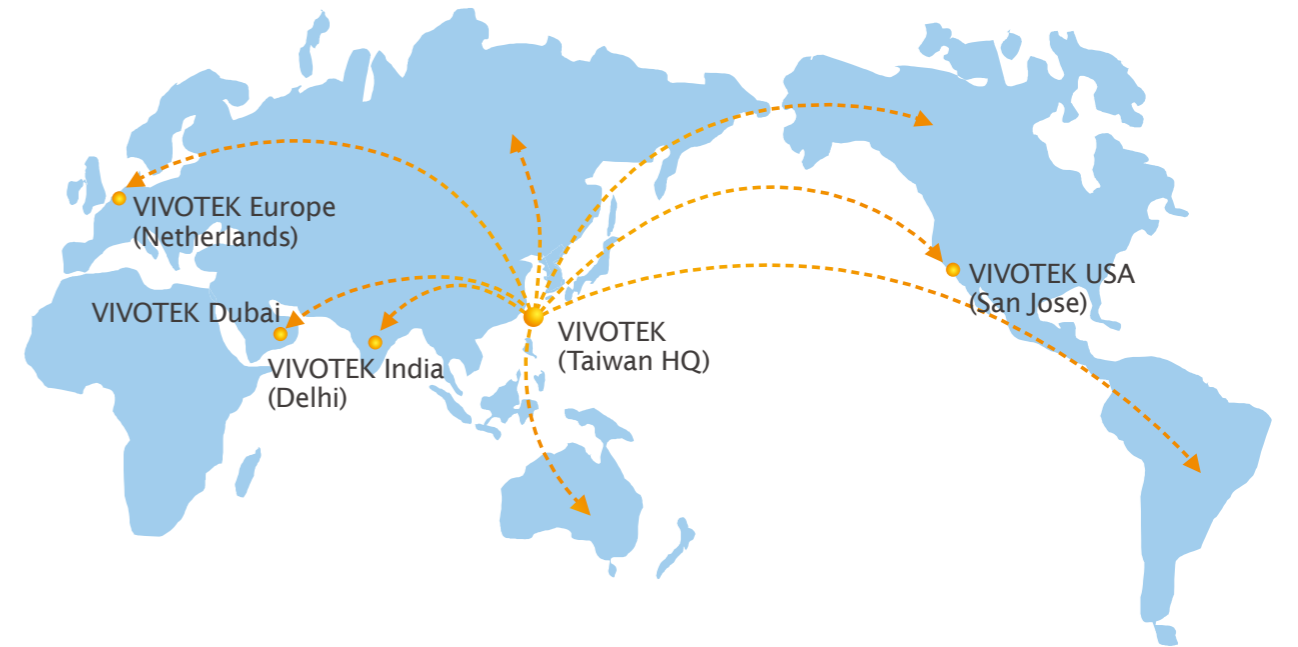 VIVOTEK Europe
(Netherlands)
VIVOTEK Dubai
VIVOTEK India
(Delhi)
VIVOTEK
(Taiwan HQ)
VIVOTEK USA
(San Jose)